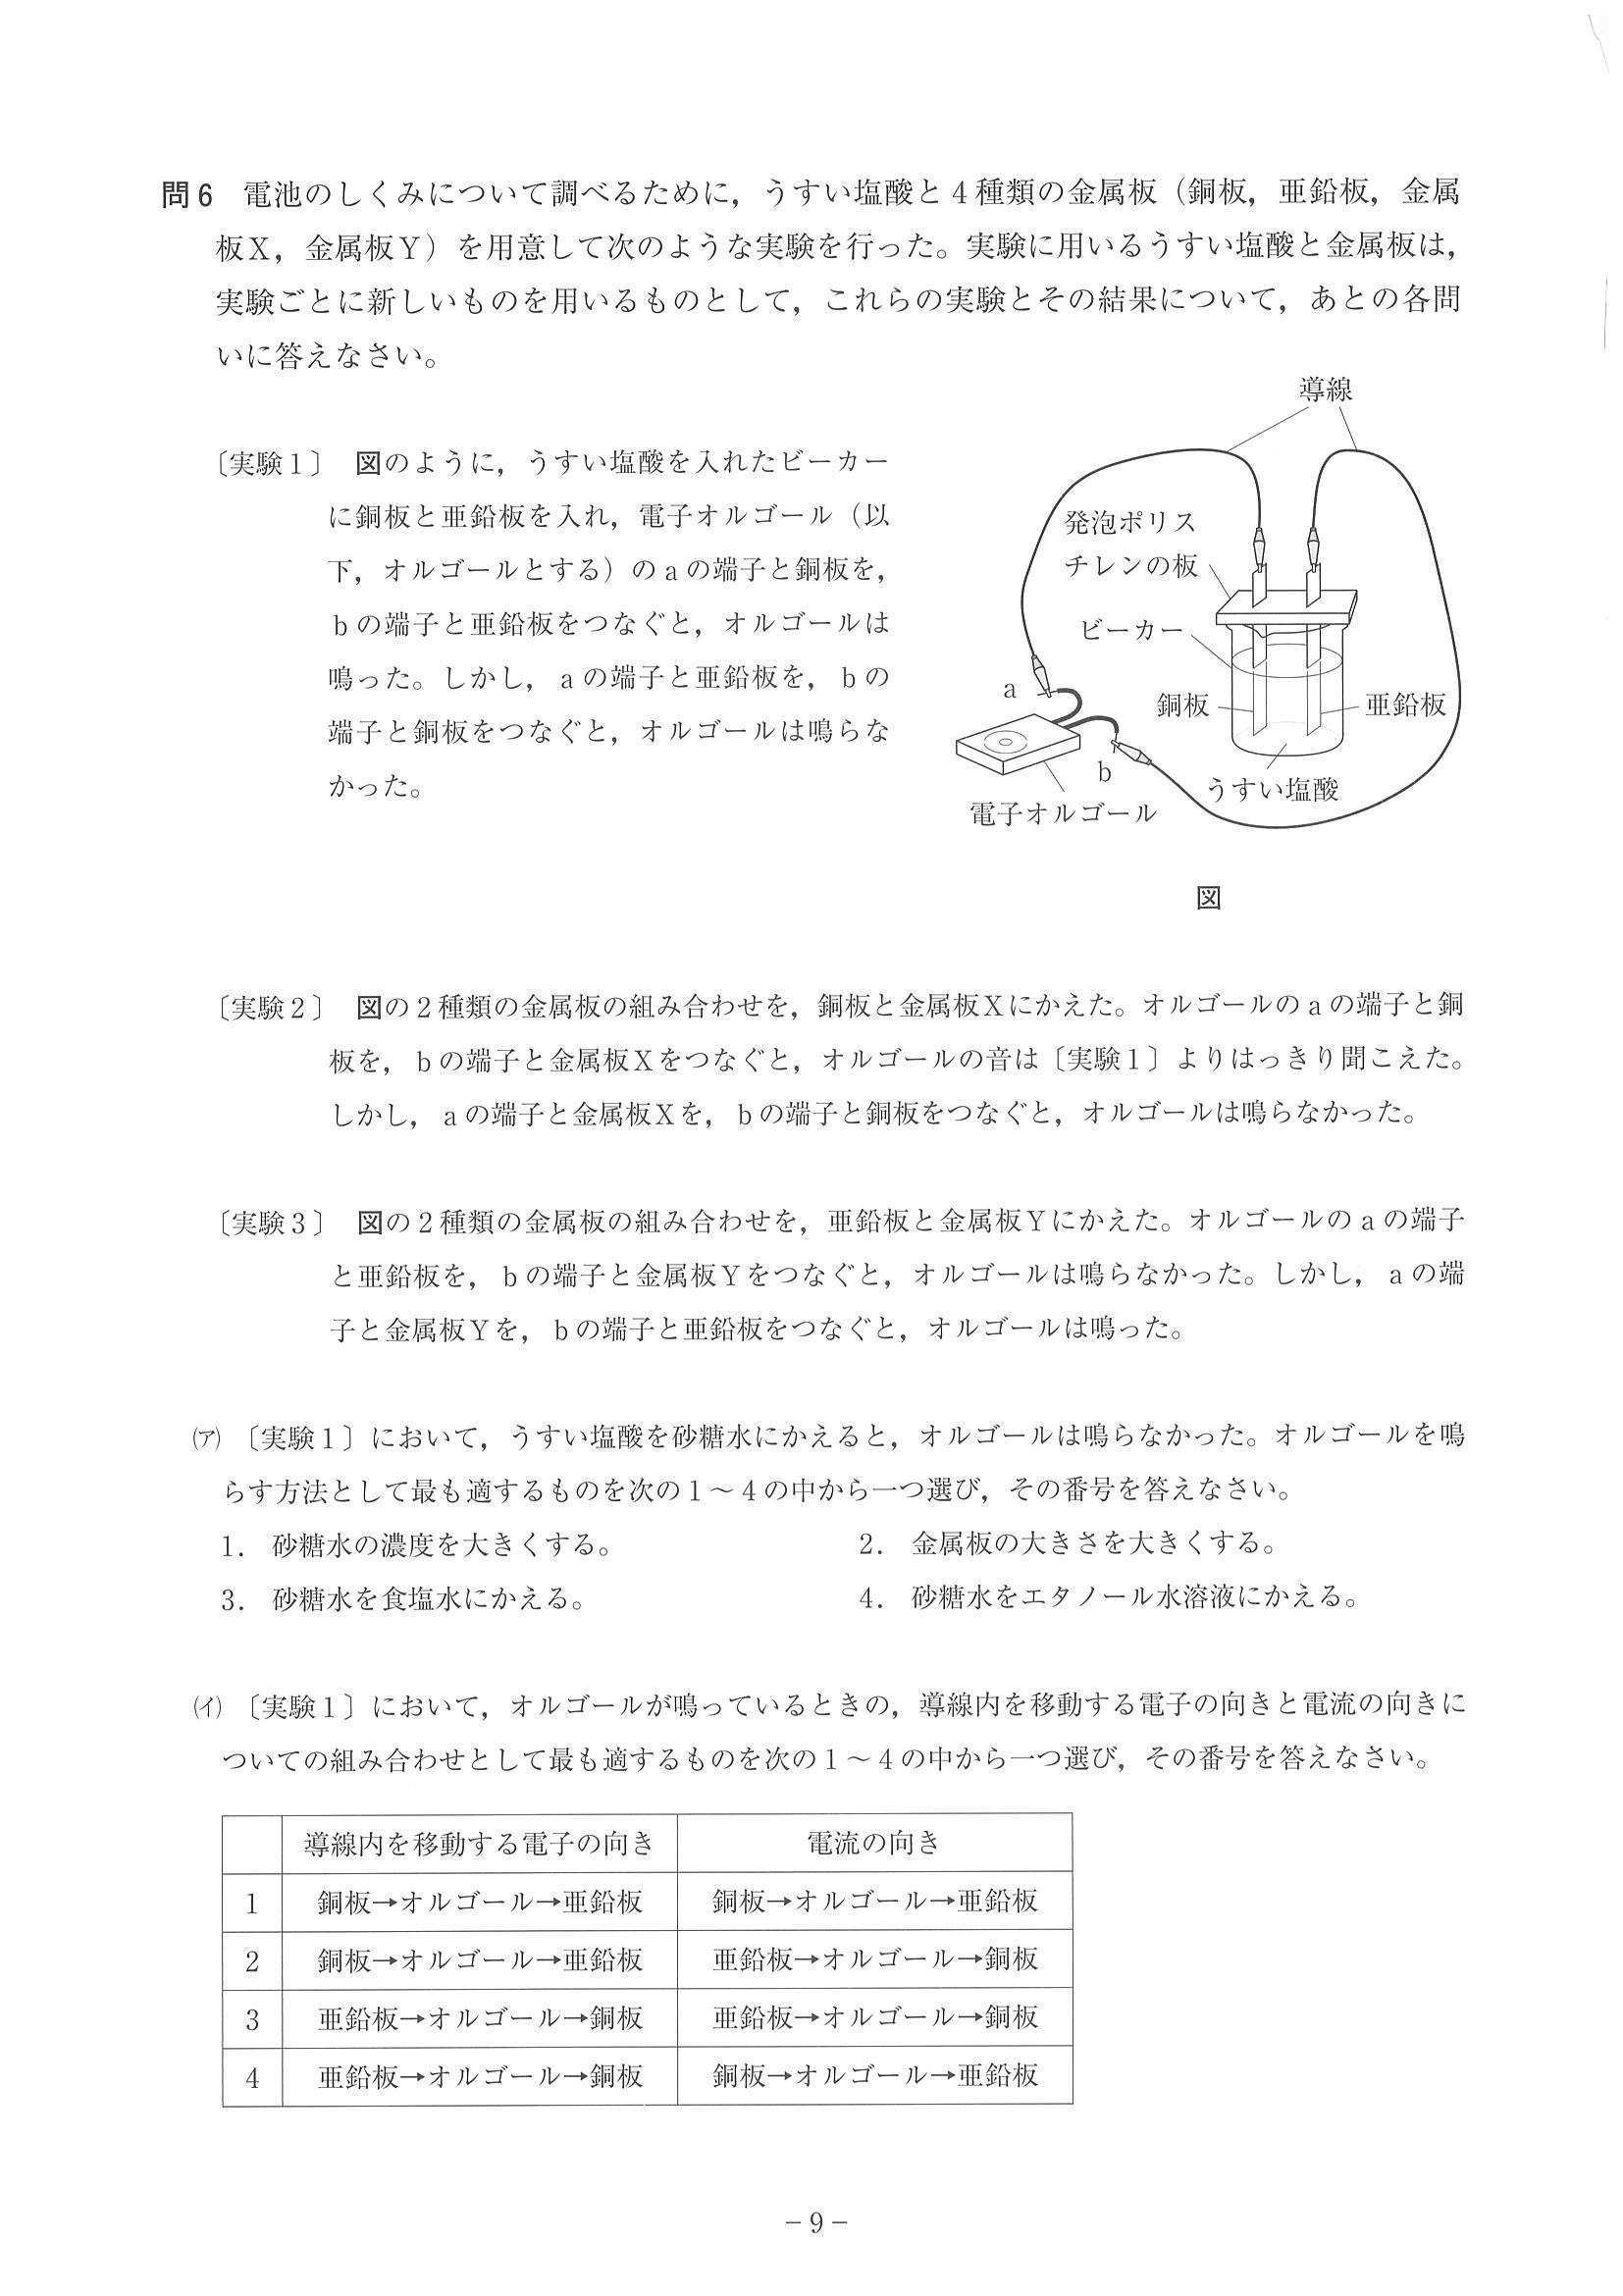 問6　電池のしくみについて調べるために，うすい塩酸と4種類の金属板（銅板，亜鉛板，金属
板X，金属板Y）を用意して次のような実験を行った。実験に用いるうすい塩酸と金属板は，
実験ごとに新しいものを用いるものとして，これらの実験とその結果について，あとの各問
いに答えなさい。
〔実験1〕　図のように，うすい塩酸を入れたビーカー
に銅板と亜鉛板を入れ，電子オルゴール（以
下，オルゴールとする）のaの端子と銅板を，
bの端子と亜鉛板をつなぐと，オルゴールは
鳴った。しかし，aの端子と亜鉛板を，bの
端子と銅板をつなぐと，オルゴールは鳴らな
かった。
導線
発泡ポリス
チレンの板
ビーカー
a
銅板
亜鉛板
b
うすい塩酸
電子オルゴール
図
〔実験2〕　図の2種類の金属板の組み合わせを，銅板と金属板Xにかえた。オルゴールのaの端子と銅
板を，bの端子と金属板Xをつなぐと，オルゴールの音は〔実験1〕よりはっきり聞こえた。
しかし，aの端子と金属板Xを，bの端子と銅板をつなぐと，オルゴールは鳴らなかった。
〔実験3〕　図の2種類の金属板の組み合わせを，亜鉛板と金属板Yにかえた。オルゴールのaの端子
と亜鉛板を，bの端子と金属板Yをつなぐと，オルゴールは鳴らなかった。しかし，aの端
子と金属板Yを，bの端子と亜鉛板をつなぐと，オルゴールは鳴った。
(ア)〔実験1〕において，うすい塩酸を砂糖水にかえると，オルゴールは鳴らなかった。オルゴールを鳴
らす方法として最も適するものを次の1～4の中から一つ選び，その番号を答えなさい。
1．砂糖水の濃度を大きくする。　2．金属板の大きさを大きくする。
3．砂糖水を食塩水にかえる。　4．砂糖水をエタノール水溶液にかえる。
(イ)〔実験1〕において，オルゴールが鳴っているときの，導線内を移動する電子の向きと電流の向きに
ついての組み合わせとして最も適するものを次の1～4の中から一つ選び，その番号を答えなさい。
導線内を移動する電子の向き　電流の向き
1　銅板→オルゴール→亜鉛板　銅板→オルゴール→亜鉛板
2　銅板→オルゴール→亜鉛板　亜鉛板→オルゴール→銅板
3　亜鉛板→オルゴール→銅板　亜鉛板→オルゴール→銅板
4　亜鉛板→オルゴール→銅板　銅板→オルゴール→亜鉛板
－9－